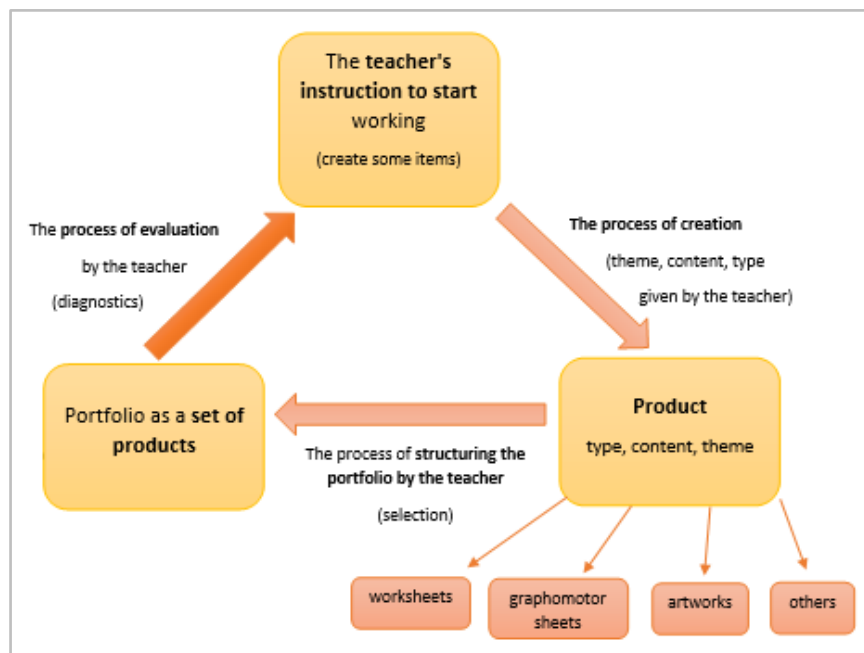 The teacher's
instruction to start
working
(create some items)
The process of evaluation
by the teacher
(diagnostics)
The process of creation
(theme, content, type
given by the teacher)
Portfolio as a set of
products
The process of structuring the
portfolio by the teacher
(selection)
Product
type, content, theme
worksheets
graphomotor
sheets
artworks
others